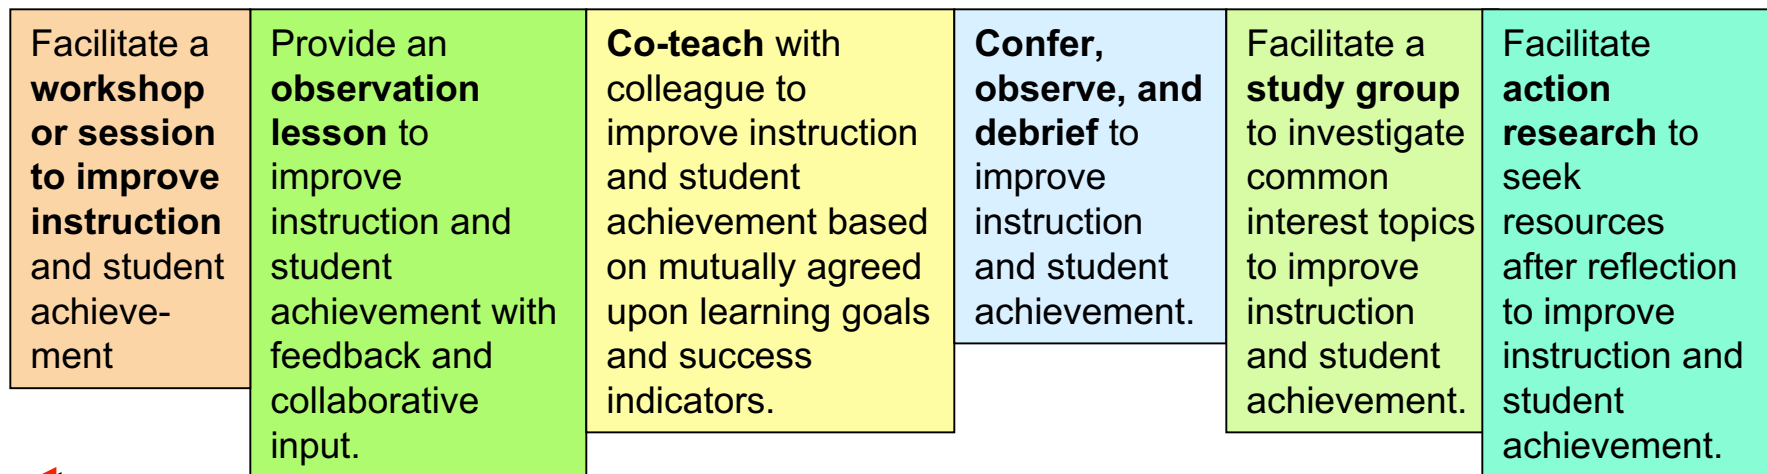 Facilitate a
workshop
or session
to improve
instruction
and student
achieve-
ment
Provide an
observation
lesson to
improve
instruction and
student
achievement with
feedback and
collaborative
input.
Co-teach with
colleague to
improve instruction
and student
achievement based
on mutually agreed
upon learning goals
and success
indicators.
Confer,
observe, and
debrief to
improve
instruction
and student
achievement.
Facilitate a
study group
to investigate
common
interest topics
to improve
instruction
and student
achievement.
Facilitate
action
research to
seek
resources
after reflection
to improve
instruction and
student
achievement.